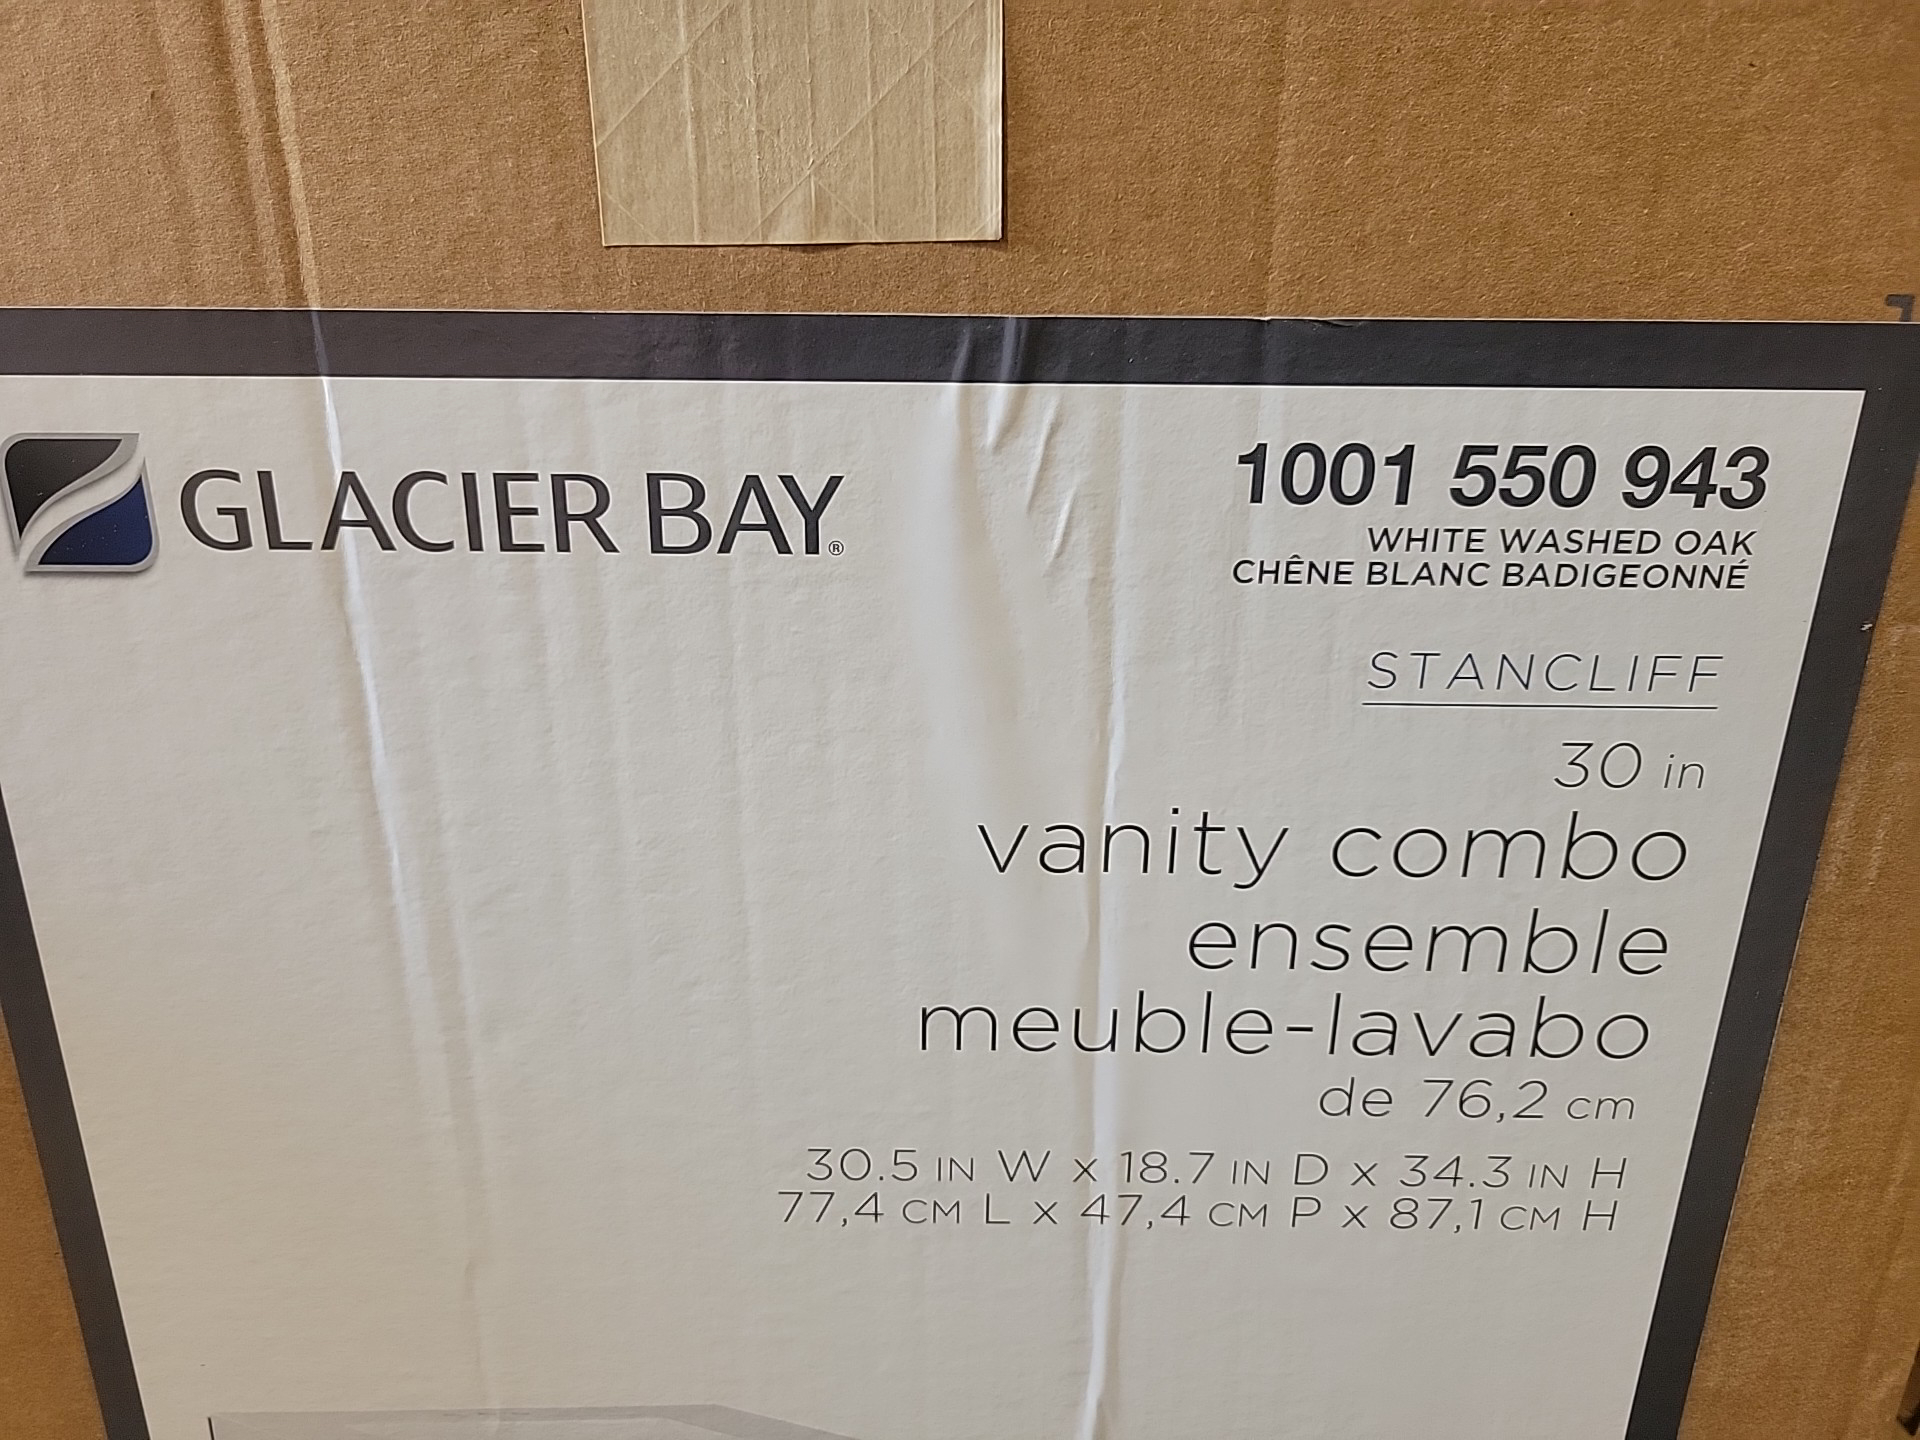 GLACIER BAY®
1001 550 943
WHITE WASHED OAK
CHÊNE BLANC BADIGEONNÉ
STANCLIFF
30 in
vanity combo
ensemble
meuble-lavabo
de 76,2 cm
30.5 IN W x 18.7 IN D x 34.3 IN H
77,4 CM L x 47,4 CM P x 87,1 CM H